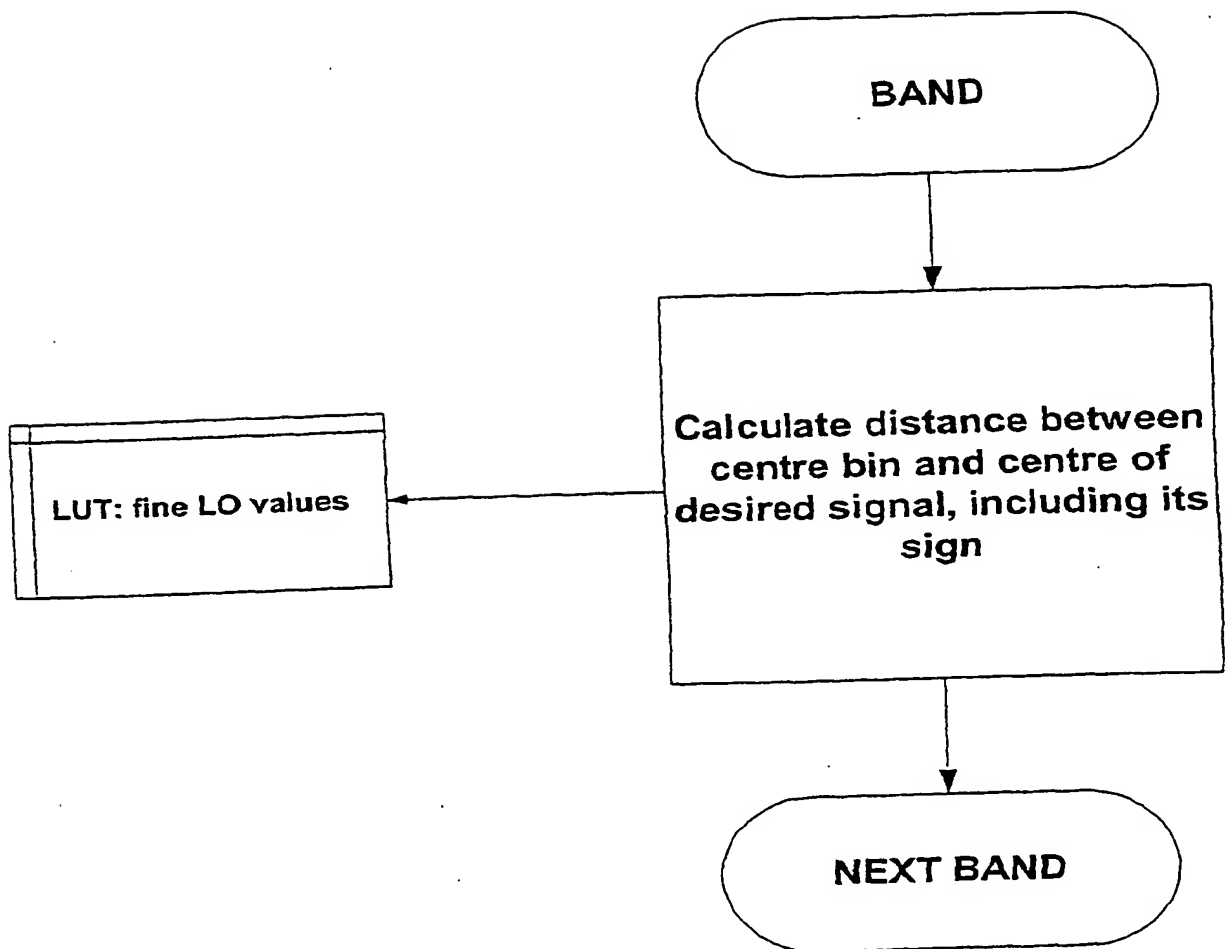 BAND
Calculate distance between
centre bin and centre of
desired signal, including its
sign
LUT: fine LO values
NEXT BAND